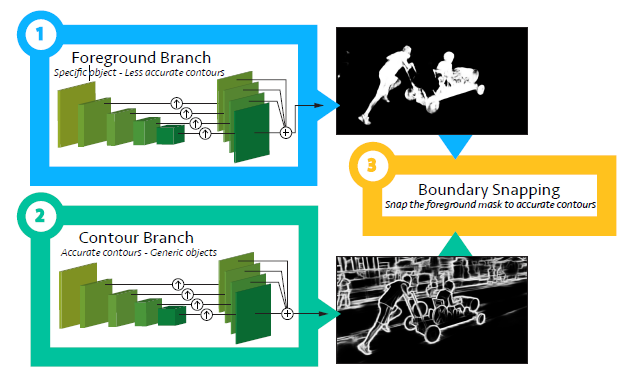 1
Foreground Branch
Specific object - Less accurate contours
2
Contour Branch
Accurate contours - Generic objects
3
Boundary Snapping
Snap the foreground mask to accurate contours